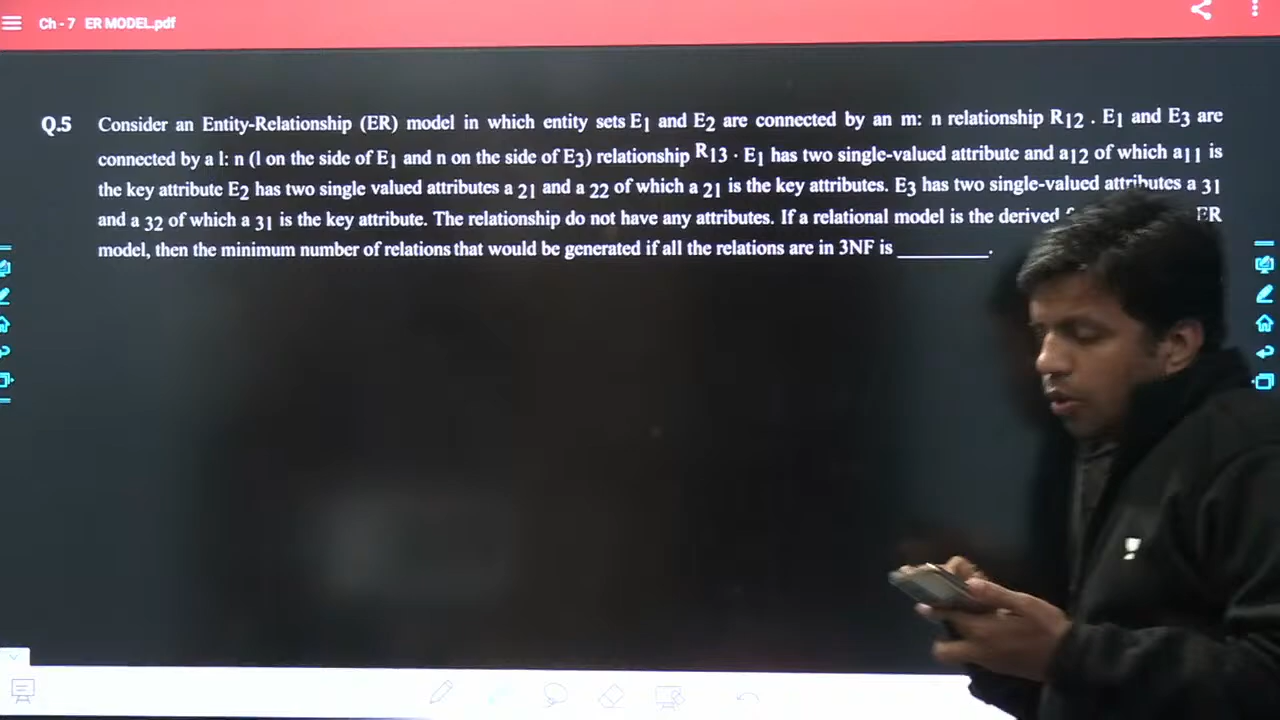 Ch - 7 ER MODEL.pdf
Q.5 Consider an Entity-Relationship (ER) model in which entity sets E1 and E2 are connected by an m: n relationship R12 . E1 and E3 are
connected by a l: n (l on the side of E1 and n on the side of E3) relationship R13 . E1 has two single-valued attribute and a12 of which a11 is
the key attribute E2 has two single valued attributes a 21 and a 22 of which a 21 is the key attributes. E3 has two single-valued attributes a 31
and a 32 of which a 31 is the key attribute. The relationship do not have any attributes. If a relational model is the derived ER
model, then the minimum number of relations that would be generated if all the relations are in 3NF is ________.